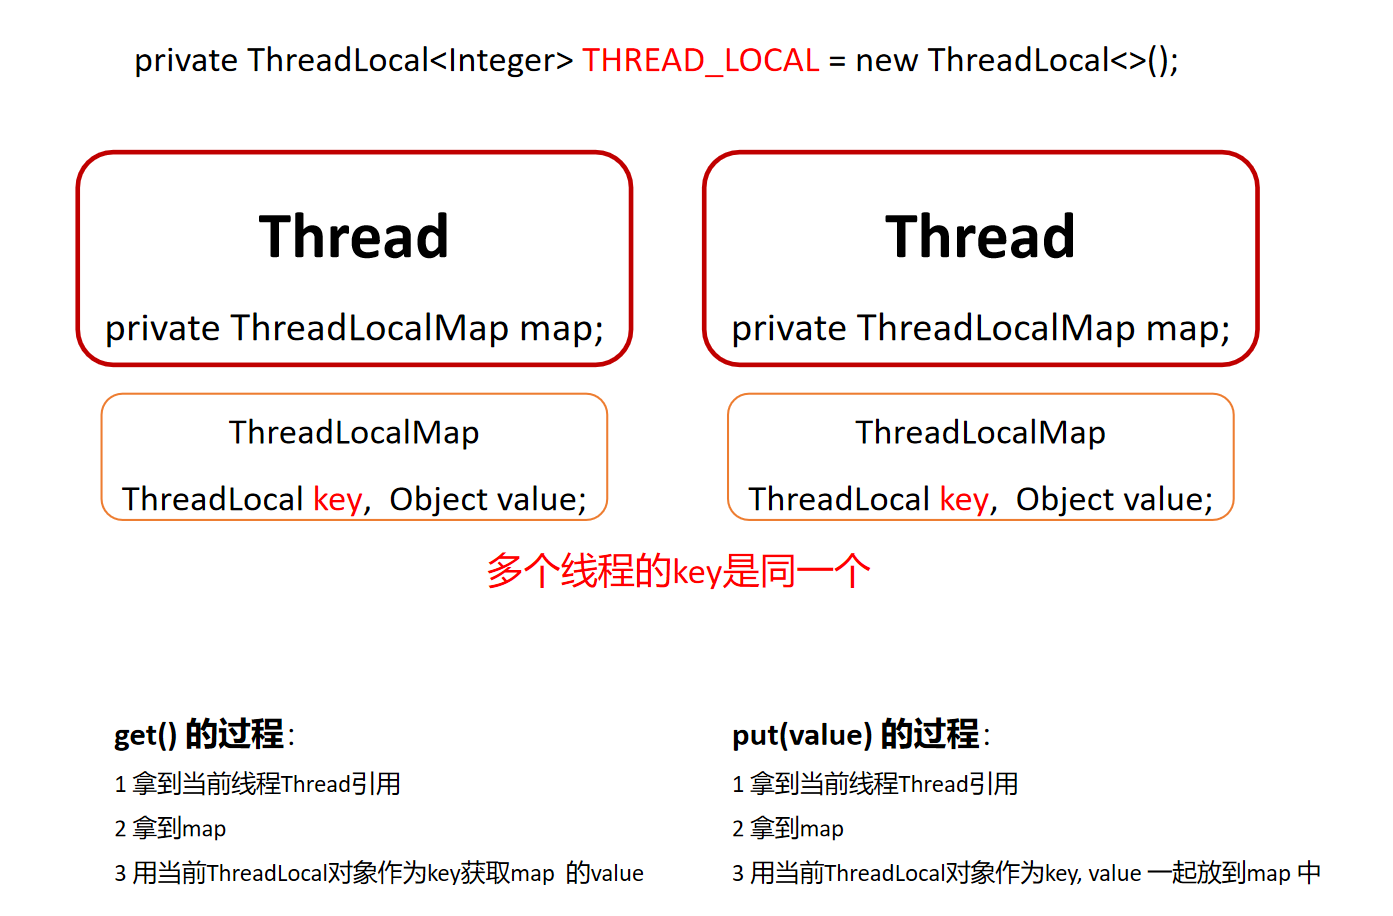 private ThreadLocal<Integer> THREAD_LOCAL = new ThreadLocal<>();
Thread
private ThreadLocalMap map;
ThreadLocalMap
ThreadLocal key,  Object value;
Thread
private ThreadLocalMap map;
ThreadLocalMap
ThreadLocal key,  Object value;
多个线程的key是同一个
get() 的过程：
1 拿到当前线程Thread引用
2 拿到map
3 用当前ThreadLocal对象作为key获取map  的value
put(value) 的过程：
1 拿到当前线程Thread引用
2 拿到map
3 用当前ThreadLocal对象作为key, value 一起放到map 中